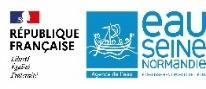 RÉPUBLIQUE
FRANÇAISE
Liberté
Égalité
Fraternité
eau
SEINE
NORMANDIE
Agence de l'eau